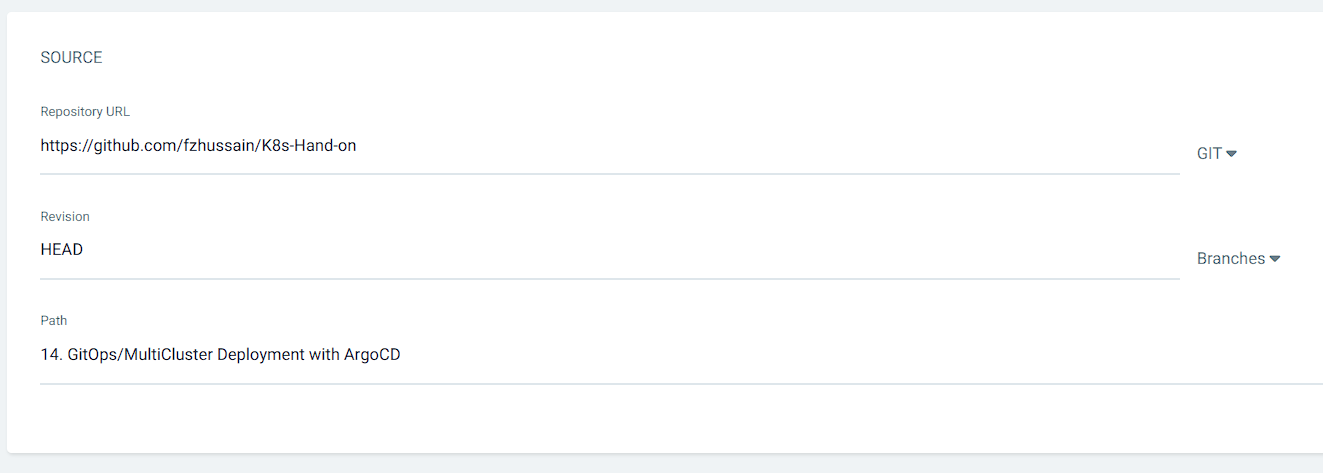 SOURCE
Repository URL
https://github.com/fzhussain/K8s-Hand-on
GIT
Revision
HEAD
Branches
Path
14. GitOps/MultiCluster Deployment with ArgoCD